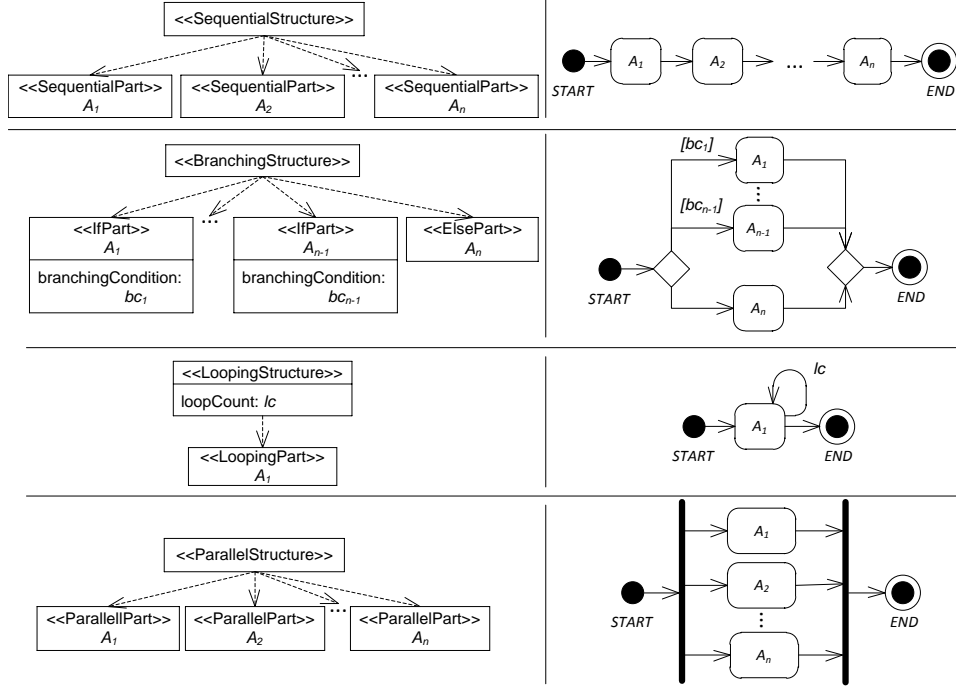 <<SequentialStructure>>
...
<<SequentialPart>> <<SequentialPart>> <<SequentialPart>>
A1 A2 An
A1 A2 ... An
START END
<<BranchingStructure>>
...
<<IfPart>> <<IfPart>> <<ElsePart>>
A1 An-1 An
branchingCondition: branchingCondition:
bc1 bcn-1
[bc1]
A1
...
[bcn-1]
An-1
START END
An
<<LoopingStructure>>
loopCount: lc
<<LoopingPart>>
A1
lc
A1
START END
<<ParallelStructure>>
...
<<ParallellPart>> <<ParallelPart>> <<ParallelPart>>
A1 A2 An
A1
A2
START END
...
An